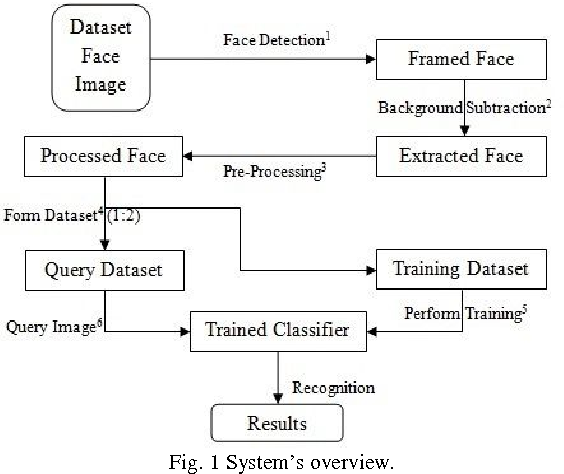 Dataset
Face
Image
Face Detection¹
Framed Face
Background Subtraction²
Extracted Face
Pre-Processing³
Processed Face
Form Dataset⁴ (1:2)
Query Dataset
Training Dataset
Query Image⁶
Perform Training⁵
Trained Classifier
Recognition
Results
Fig. 1 System’s overview.